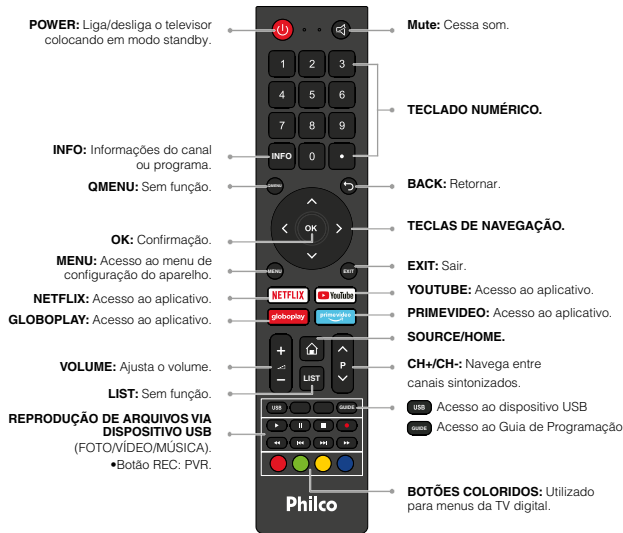 POWER: Liga/desliga o televisor
colocando em modo standby.
Mute: Cessa som.
1 2 3
4 5 6
7 8 9
INFO 0 •
TECLADO NUMÉRICO.
INFO: Informações do canal
ou programa.
QMENU: Sem função.
QMENU
BACK: Retornar.
OK
TECLAS DE NAVEGAÇÃO.
OK: Confirmação.
MENU: Acesso ao menu de
configuração do aparelho.
MENU
EXIT
EXIT: Sair.
NETFLIX: Acesso ao aplicativo.
NETFLIX
YouTube
YOUTUBE: Acesso ao aplicativo.
GLOBOPLAY: Acesso ao aplicativo.
globoplay
prime video
PRIMEVIDEO: Acesso ao aplicativo.
SOURCE/HOME.
VOLUME: Ajusta o volume.
+
−
P
CH+/CH-: Navega entre
canais sintonizados.
LIST: Sem função.
LIST
USB
GUIDE
USB Acesso ao dispositivo USB
GUIDE Acesso ao Guia de Programação
REPRODUÇÃO DE ARQUIVOS VIA
DISPOSITIVO USB
(FOTO/VÍDEO/MÚSICA).
•Botão REC: PVR.
BOTÕES COLORIDOS: Utilizado
para menus da TV digital.
Philco